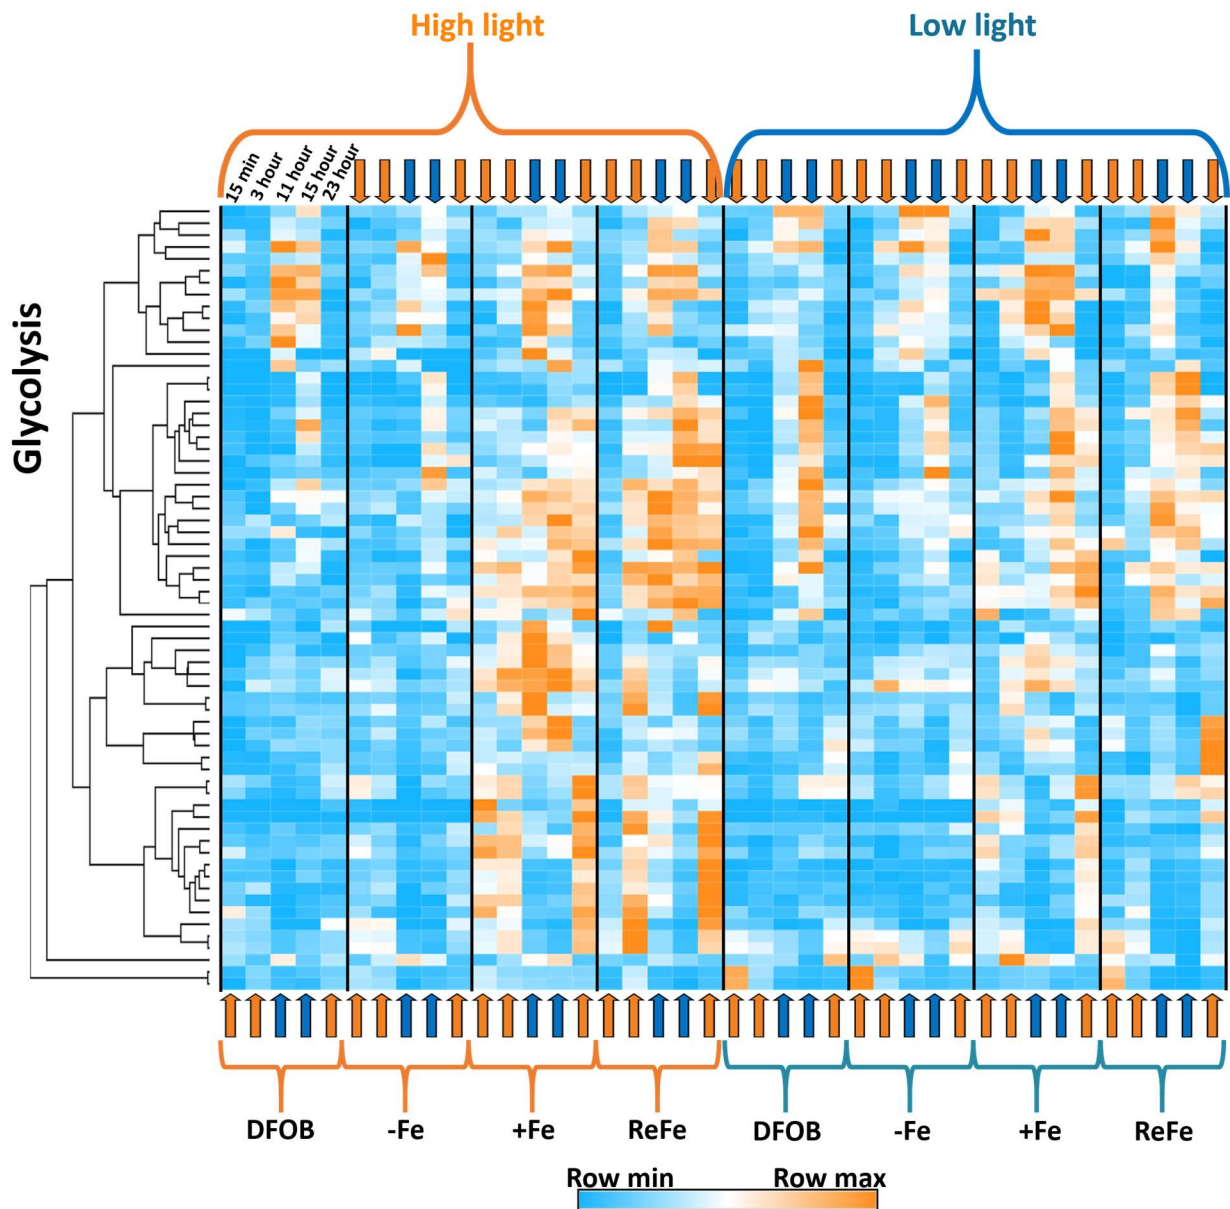 High light
Low light
15 min
3 hour
11 hour
15 hour
23 hour
Glycolysis
DFOB
-Fe
+Fe
ReFe
DFOB
-Fe
+Fe
ReFe
Row min
Row max